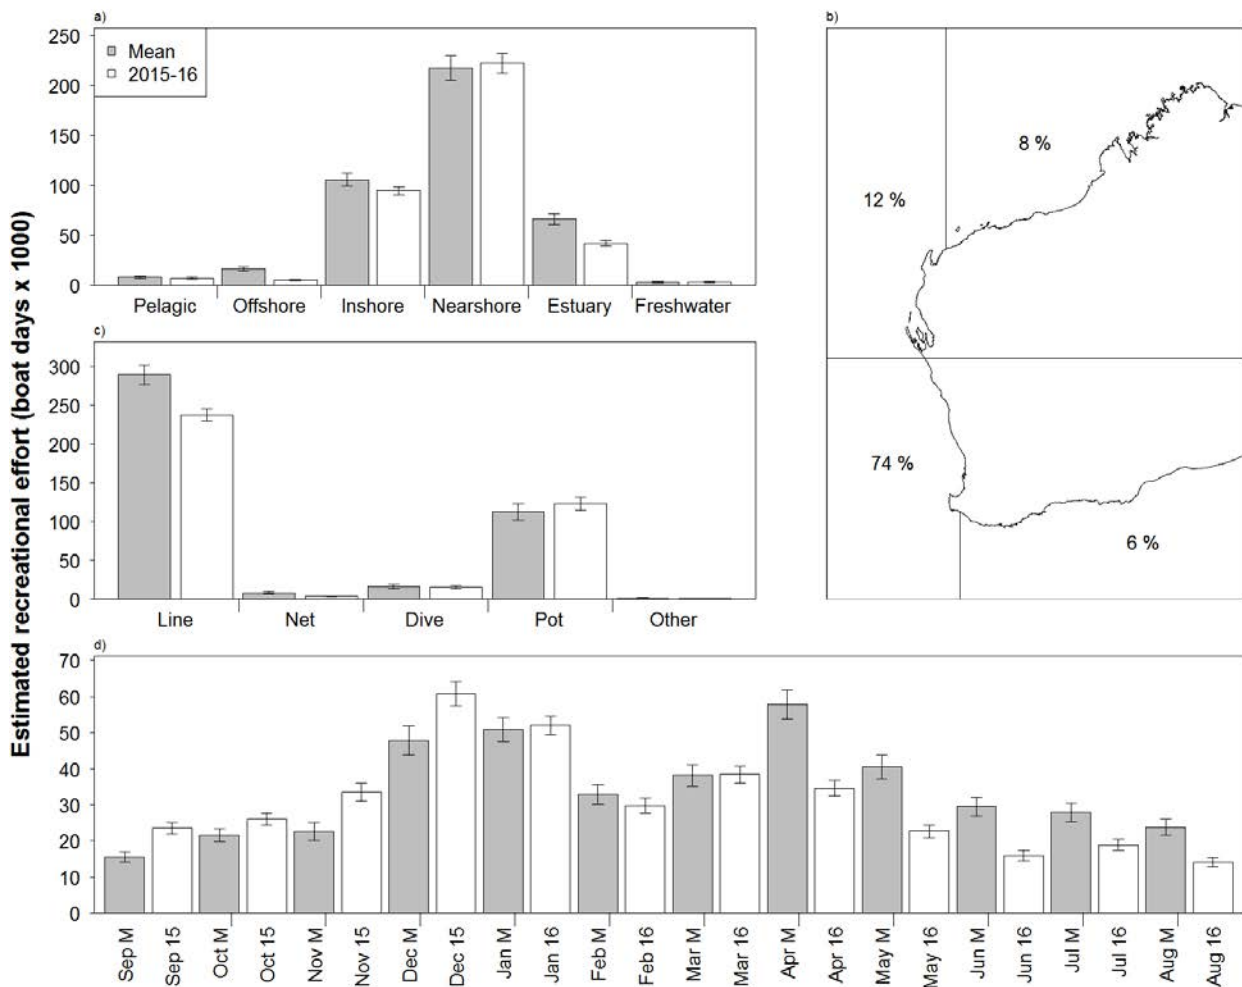 Estimated recreational effort (boat days x 1000)
a)
250
200
150
100
50
0
Mean
2015-16
Pelagic Offshore Inshore Nearshore Estuary Freshwater
b)
8 %
12 %
74 %
6 %
c)
300
250
200
150
100
50
0
Line Net Dive Pot Other
d)
70
60
50
40
30
20
10
0
Sep M
Sep 15
Oct M
Oct 15
Nov M
Nov 15
Dec M
Dec 15
Jan M
Jan 16
Feb M
Feb 16
Mar M
Mar 16
Apr M
Apr 16
May M
May 16
Jun M
Jun 16
Jul M
Jul 16
Aug M
Aug 16